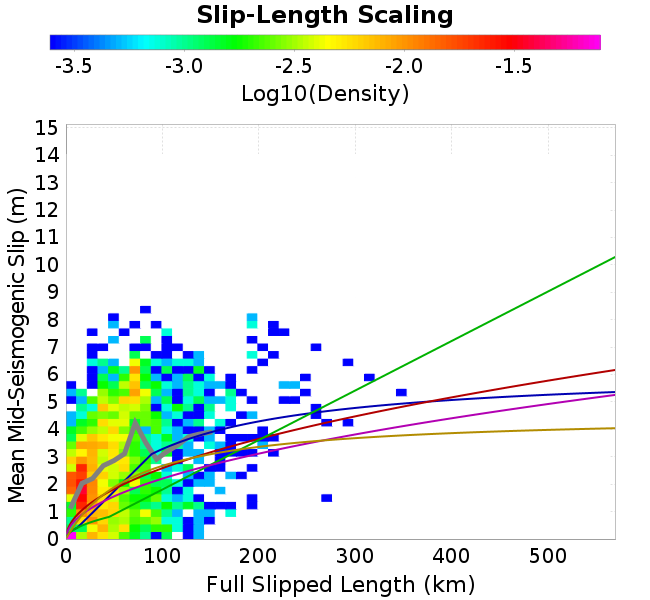 Slip-Length Scaling
-3.5 -3.0 -2.5 -2.0 -1.5
Log10(Density)
Mean Mid-Seismogenic Slip (m)
15
14
13
12
11
10
9
8
7
6
5
4
3
2
1
0
0 100 200 300 400 500
Full Slipped Length (km)